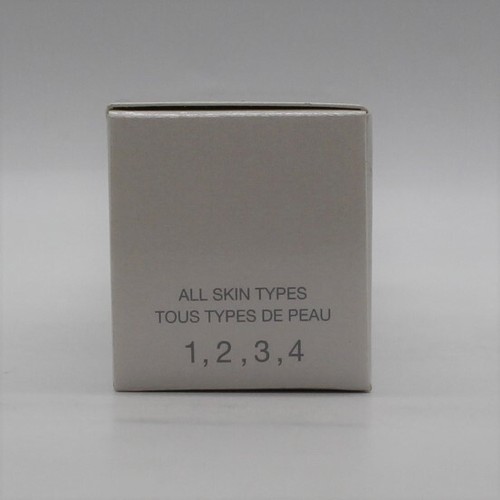 ALL SKIN TYPES
TOUS TYPES DE PEAU
1,2,3,4